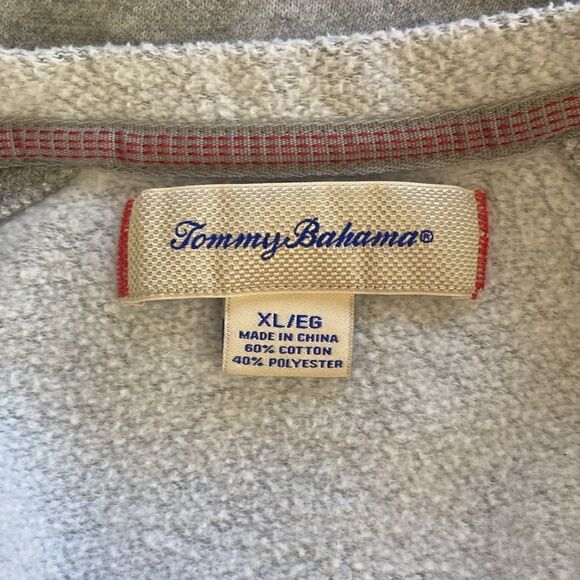 Tommy Bahama®
XL/EG
MADE IN CHINA
60% COTTON
40% POLYESTER